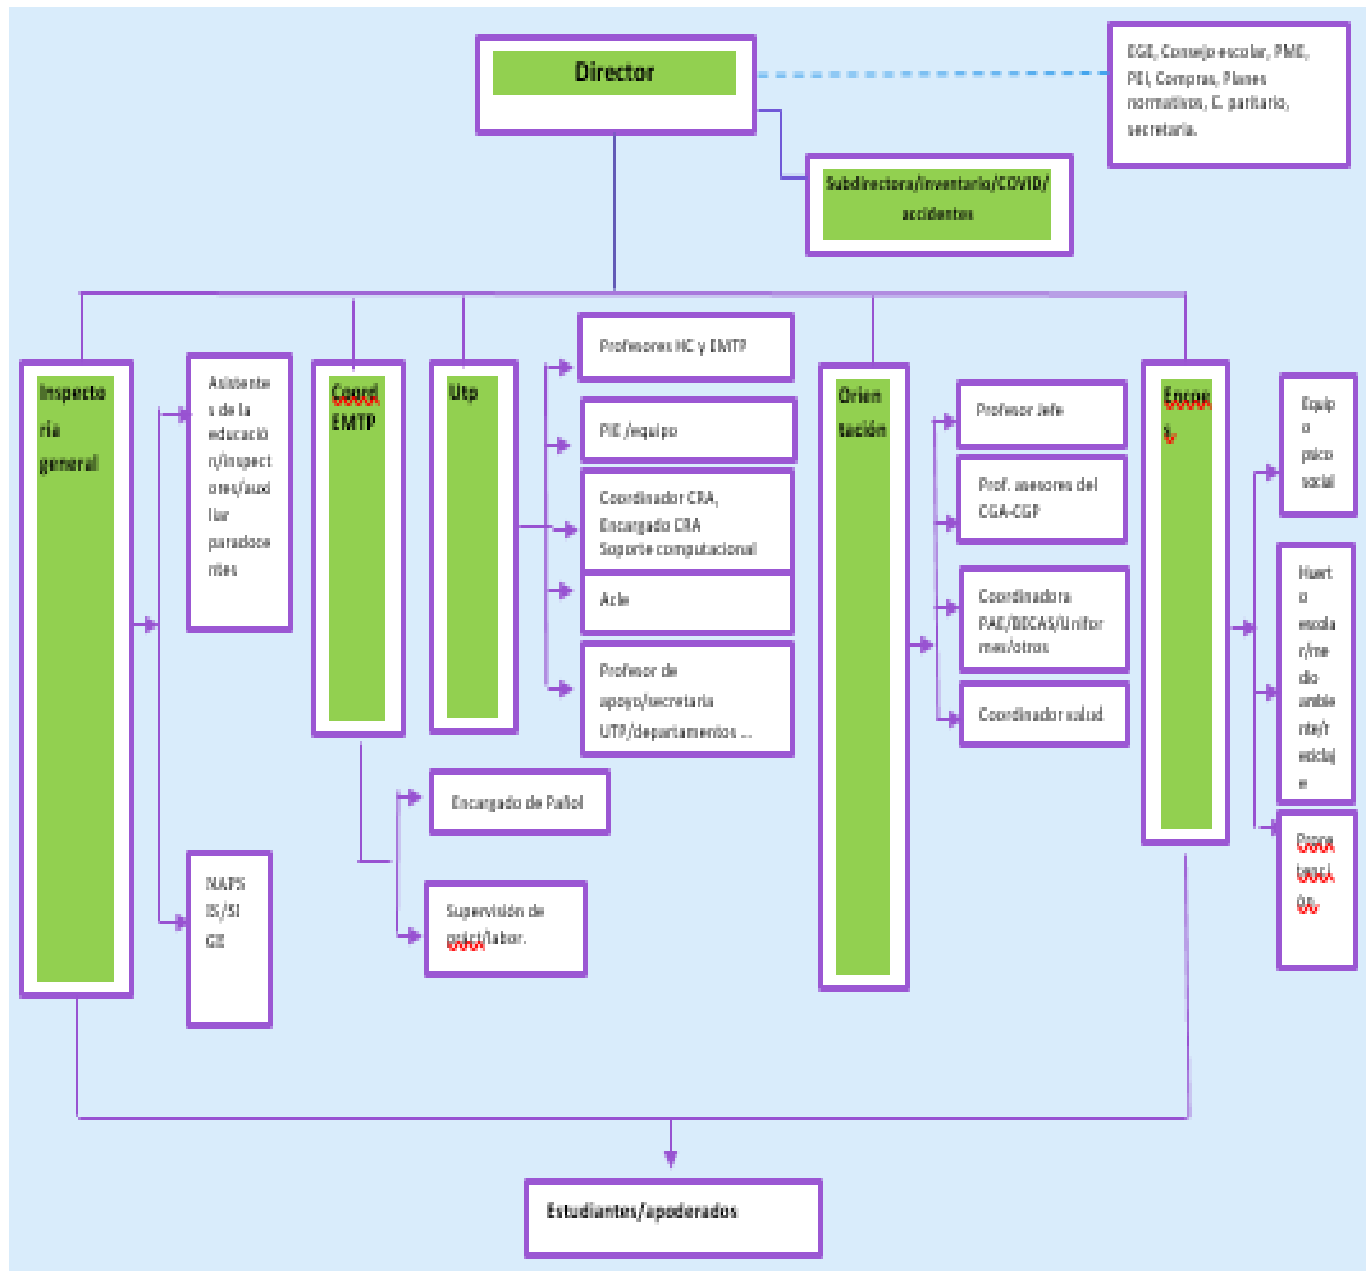 Director
EGE, Consejo escolar, PME,
PEI, Compras, Planes
normativos, C. paritario,
secretaria.
Subdirectora/inventario/COVID/
accidentes
Inspecto
ría
general
Asistente
s de la
educació
n/inspect
ores/auxi
liar
paradoce
ntes
NAPS
IS/SI
GE
Coord
EMTP
Encargado de Pañol
Supervisión de
práct/labor.
Utp
Profesores HC y EMTP
PIE /equipo
Coordinador CRA,
Encargado CRA
Soporte computacional
Acle
Profesor de
apoyo/secretaria
UTP/departamentos ...
Orien
tación
Profesor Jefe
Prof. asesores del
CGA-CGP
Coordinadora
PAE/BECAS/Unifor
mes/otros
Coordinador salud.
Equip
o
psico
social
Huert
o
escola
r/me
dio
ambie
nte/r
eciclaj
e
Estudiantes/apoderados